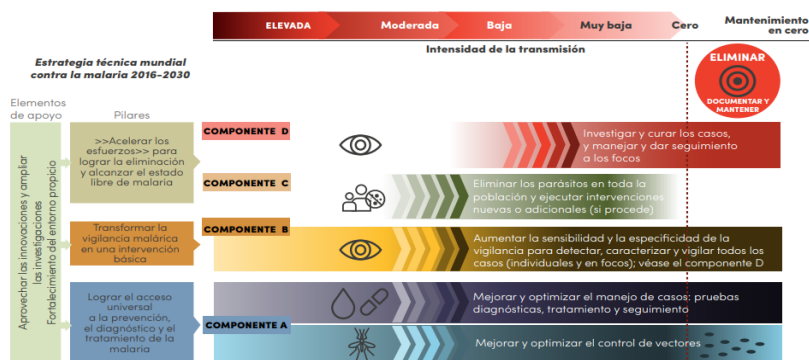 ELEVADA
Moderada
Baja
Muy baja
Cero
Mantenimiento
en cero
Intensidad de la transmisión
Estrategia técnica mundial
contra la malaria 2016-2030
ELIMINAR
DOCUMENTAR Y
MANTENER
Elementos
de apoyo
Pilares
Aprovechar las innovaciones y ampliar
las investigaciones
Fortalecimiento del entorno propicio
>>Acelerar los
esfuerzos>> para
lograr la eliminación
y alcanzar el estado
libre de malaria
COMPONENTE D
Investigar y curar los casos,
y manejar y dar seguimiento
a los focos
COMPONENTE C
Eliminar los parásitos en toda la
población y ejecutar intervenciones
nuevas o adicionales (si procede)
Transformar la
vigilancia malárica
en una intervención
básica
COMPONENTE B
Aumentar la sensibilidad y la especificidad de la
vigilancia para detectar, caracterizar y vigilar todos los
casos (individuales y en focos); véase el componente D
Lograr el acceso
universal
a la prevención,
el diagnóstico y el
tratamiento de la
malaria
COMPONENTE A
Mejorar y optimizar el manejo de casos: pruebas
diagnósticas, tratamiento y seguimiento
Mejorar y optimizar el control de vectores